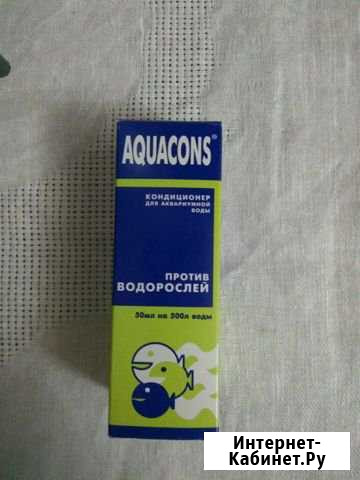 AQUACONS®
КОНДИЦИОНЕР
ДЛЯ АКВАРИУМНОЙ
ВОДЫ
ПРОТИВ
ВОДОРОСЛЕЙ
50мл на 500л воды
Интернет-
Кабинет.Ру